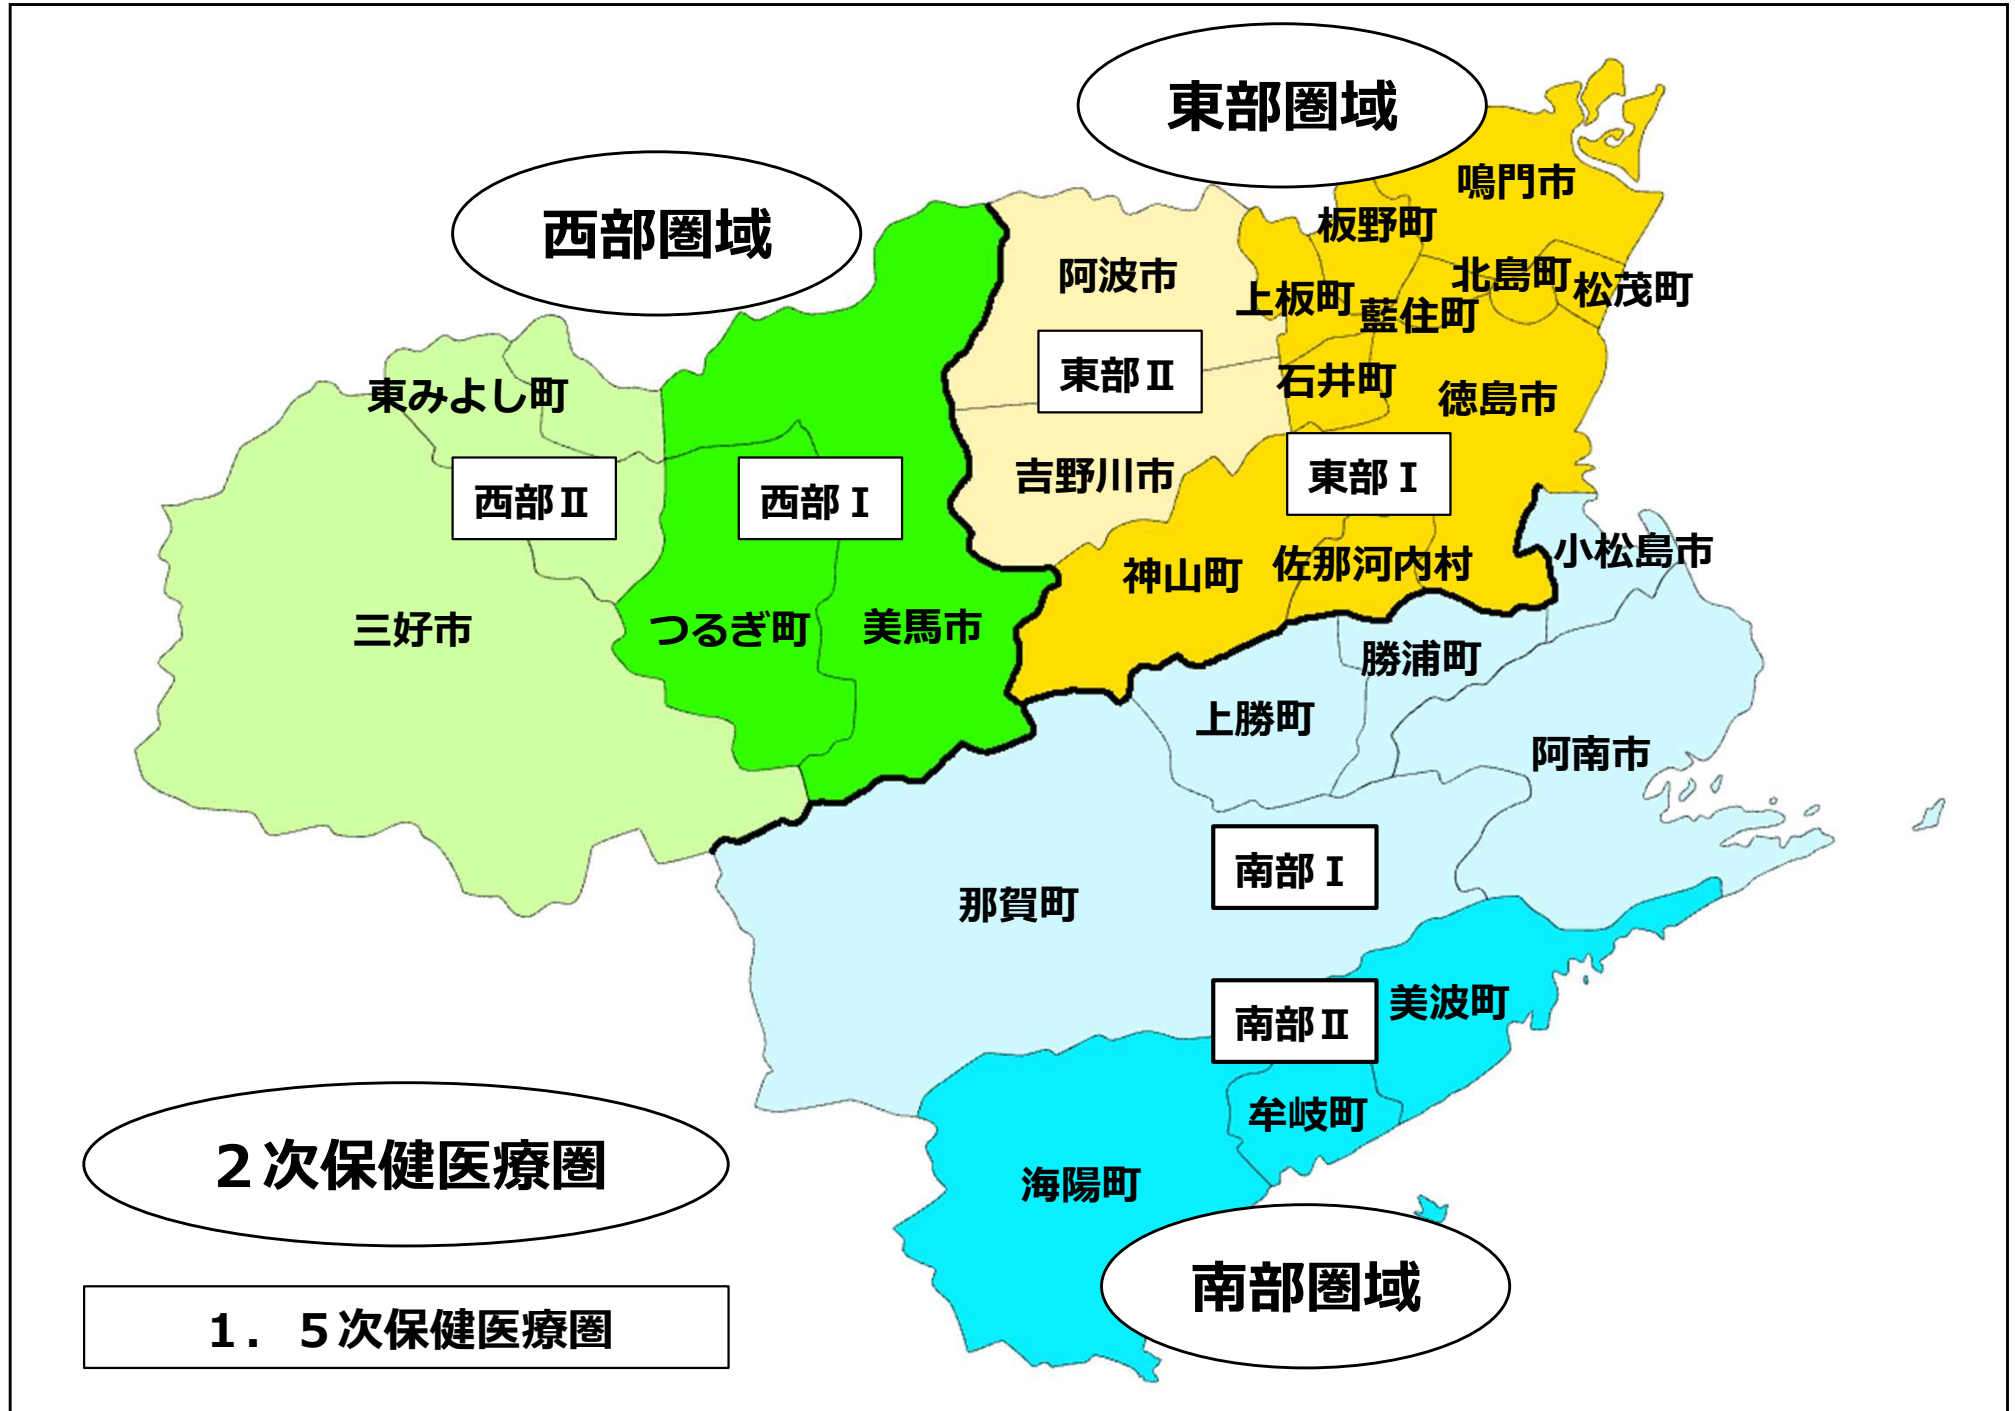 東部圏域
西部圏域
鳴門市
板野町
阿波市
上板町
藍住町
北島町
松茂町
東部Ⅱ
石井町
徳島市
東みよし町
吉野川市
東部Ⅰ
西部Ⅱ
西部Ⅰ
神山町
佐那河内村
小松島市
三好市
つるぎ町
美馬市
勝浦町
上勝町
阿南市
南部Ⅰ
那賀町
南部Ⅱ
美波町
牟岐町
海陽町
南部圏域
２次保健医療圏
１．５次保健医療圏